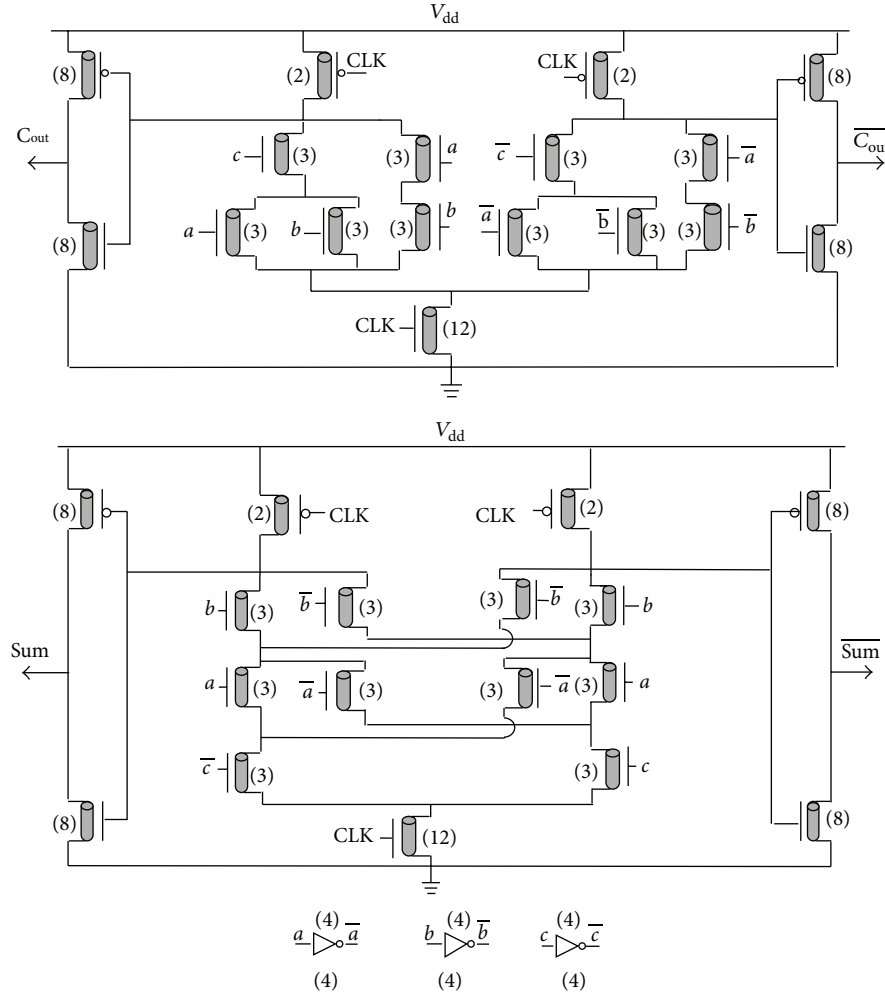 V_dd
(8) (2) CLK CLK (2) (8)
C_out c (3) (3) a c̅ (3) (3) a̅ C̅_out
a (3) b (3) (3) b a̅ (3) b̅ (3) (3) b̅
(8) (8)
CLK (12)
V_dd
(8) (2) CLK CLK (2) (8)
b (3) b̅ (3) (3) b̅ (3) b
Sum a (3) a̅ (3) (3) a̅ (3) a S̅u̅m̅
c̅ (3) (3) c
(8) CLK (12) (8)
(4) (4) (4)
a a̅ b b̅ c c̅
(4) (4) (4)